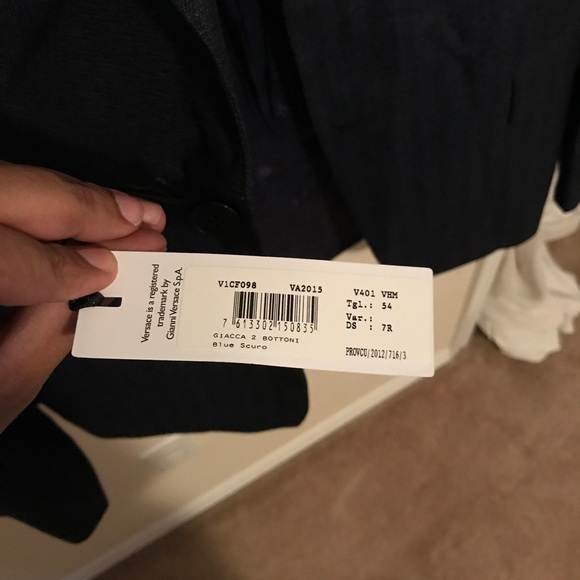 Versace is a registered
trademark by
Gianni Versace S.p.A.
V1CF098 VA2015 V401 VHM
Tgl.: 54
Var.:
DS : 7R
7 613302 150835
GIACCA 2 BOTTONI
Blue Scuro
PROVCU/2012/716/3